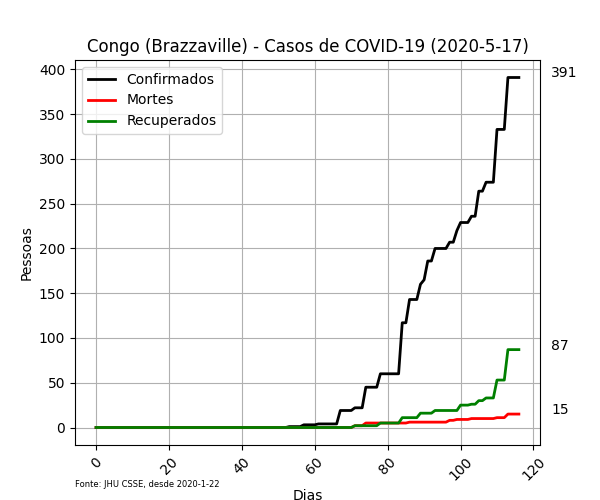 Congo (Brazzaville) - Casos de COVID-19 (2020-5-17)
Confirmados
Mortes
Recuperados
400
350
300
250
200
150
100
50
0
Pessoas
391
87
15
0
20
40
60
80
100
120
Dias
Fonte: JHU CSSE, desde 2020-1-22